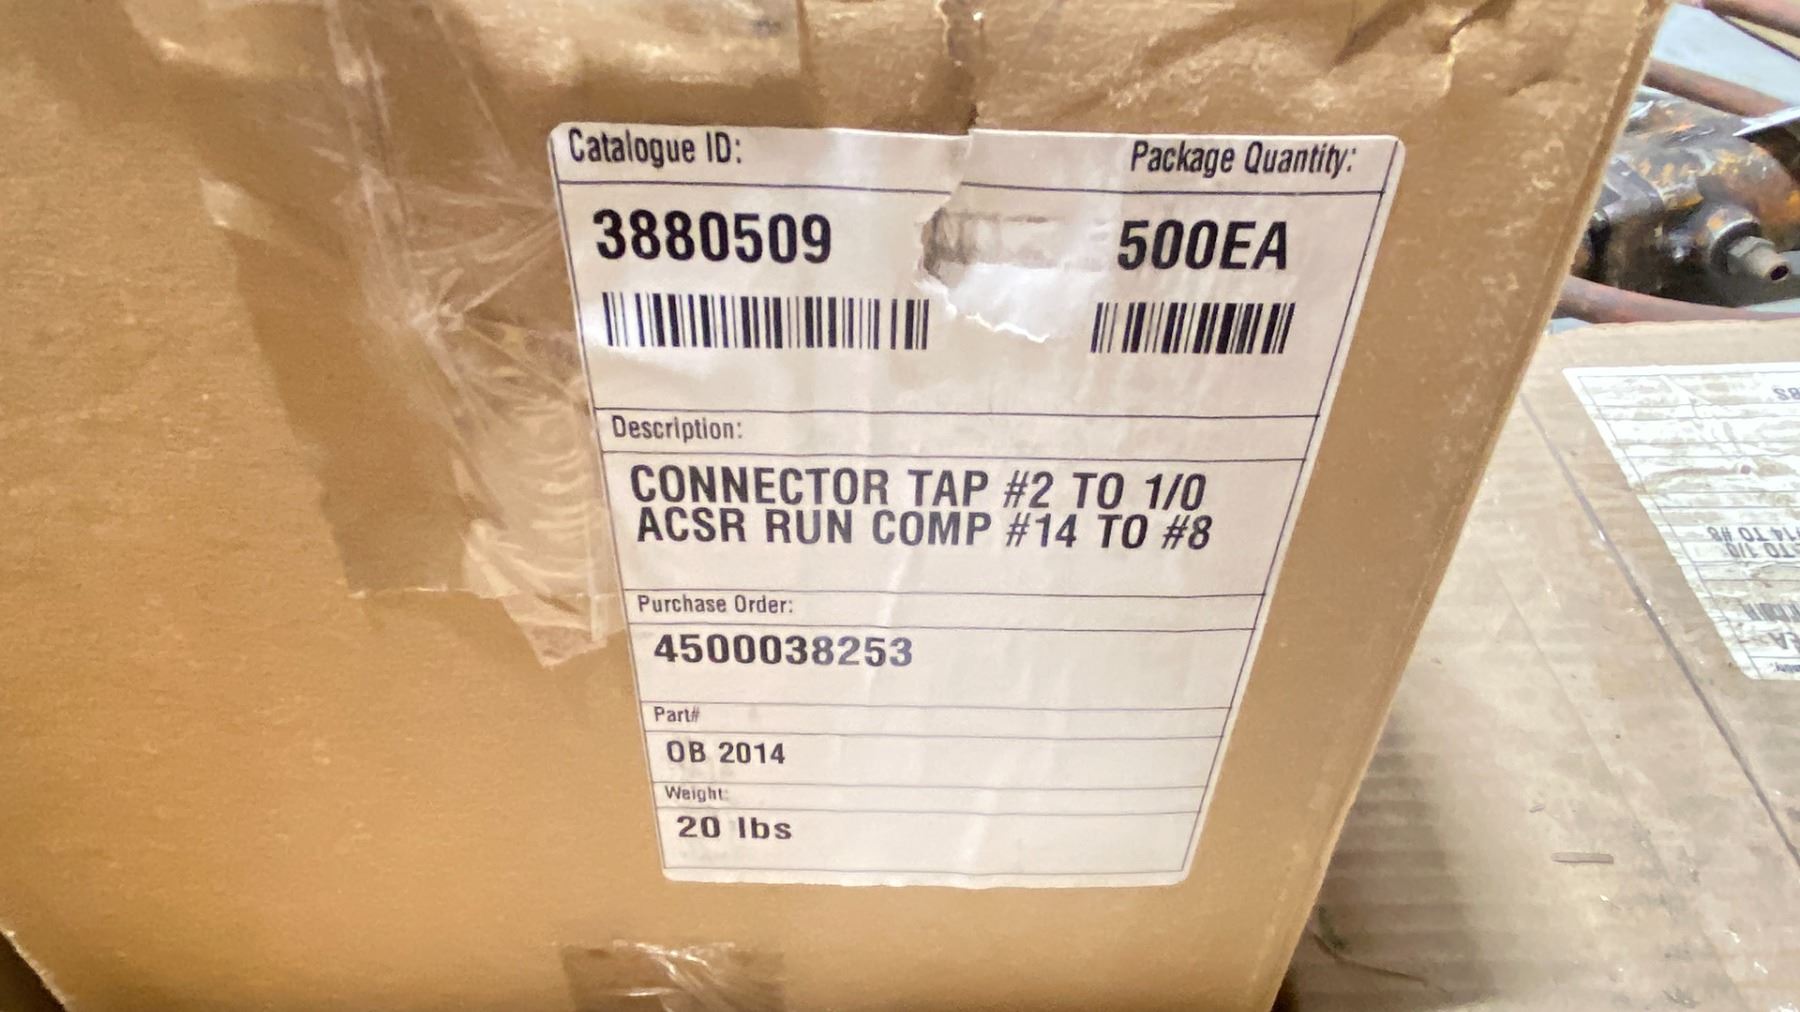 Catalogue ID:
Package Quantity:
3880509
500EA
Description:
CONNECTOR TAP #2 TO 1/0
ACSR RUN COMP #14 TO #8
Purchase Order:
4500038253
Part#
OB 2014
Weight:
20 lbs